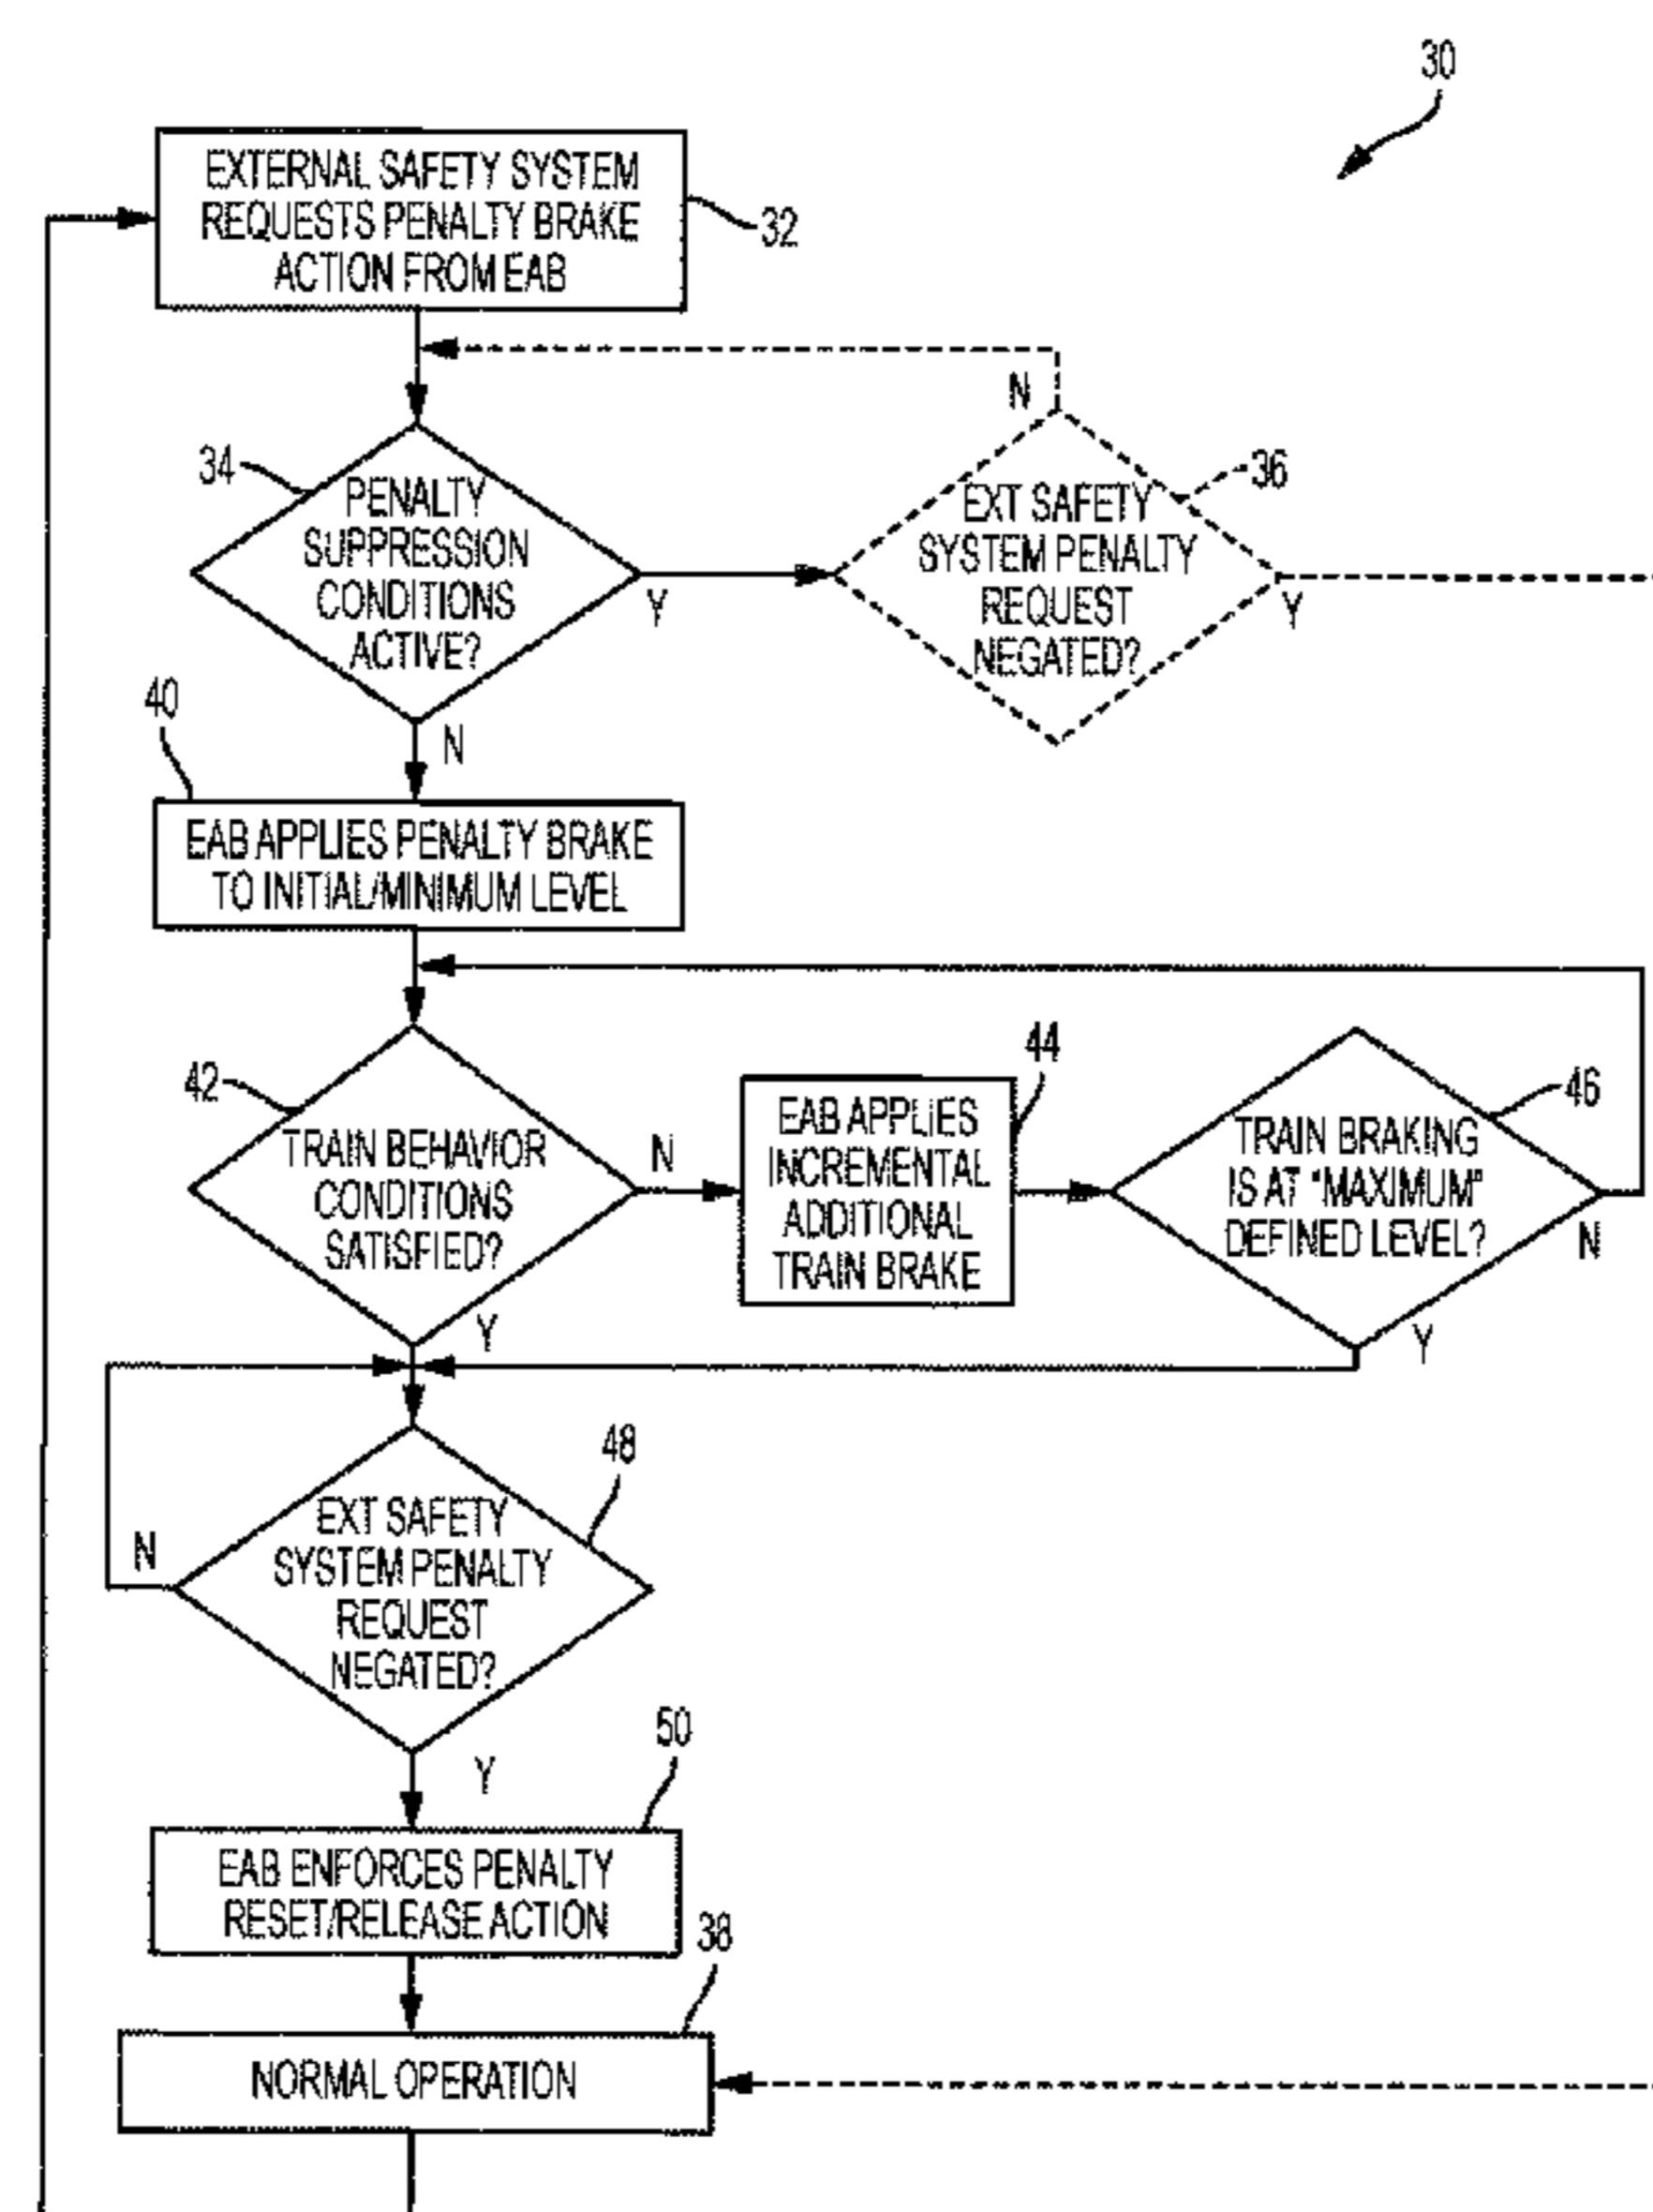 30
EXTERNAL SAFETY SYSTEM
REQUESTS PENALTY BRAKE
ACTION FROM EAB
32
N
34
PENALTY
SUPPRESSION
CONDITIONS
ACTIVE?
Y
36
EXT SAFETY
SYSTEM PENALTY
REQUEST
NEGATED?
Y
N
40
EAB APPLIES PENALTY BRAKE
TO INITIAL/MINIMUM LEVEL
42
TRAIN BEHAVIOR
CONDITIONS
SATISFIED?
N
44
EAB APPLIES
INCREMENTAL
ADDITIONAL
TRAIN BRAKE
46
TRAIN BRAKING
IS AT "MAXIMUM"
DEFINED LEVEL?
N
Y
Y
48
EXT SAFETY
SYSTEM PENALTY
REQUEST
NEGATED?
N
Y
50
EAB ENFORCES PENALTY
RESET/RELEASE ACTION
38
NORMAL OPERATION